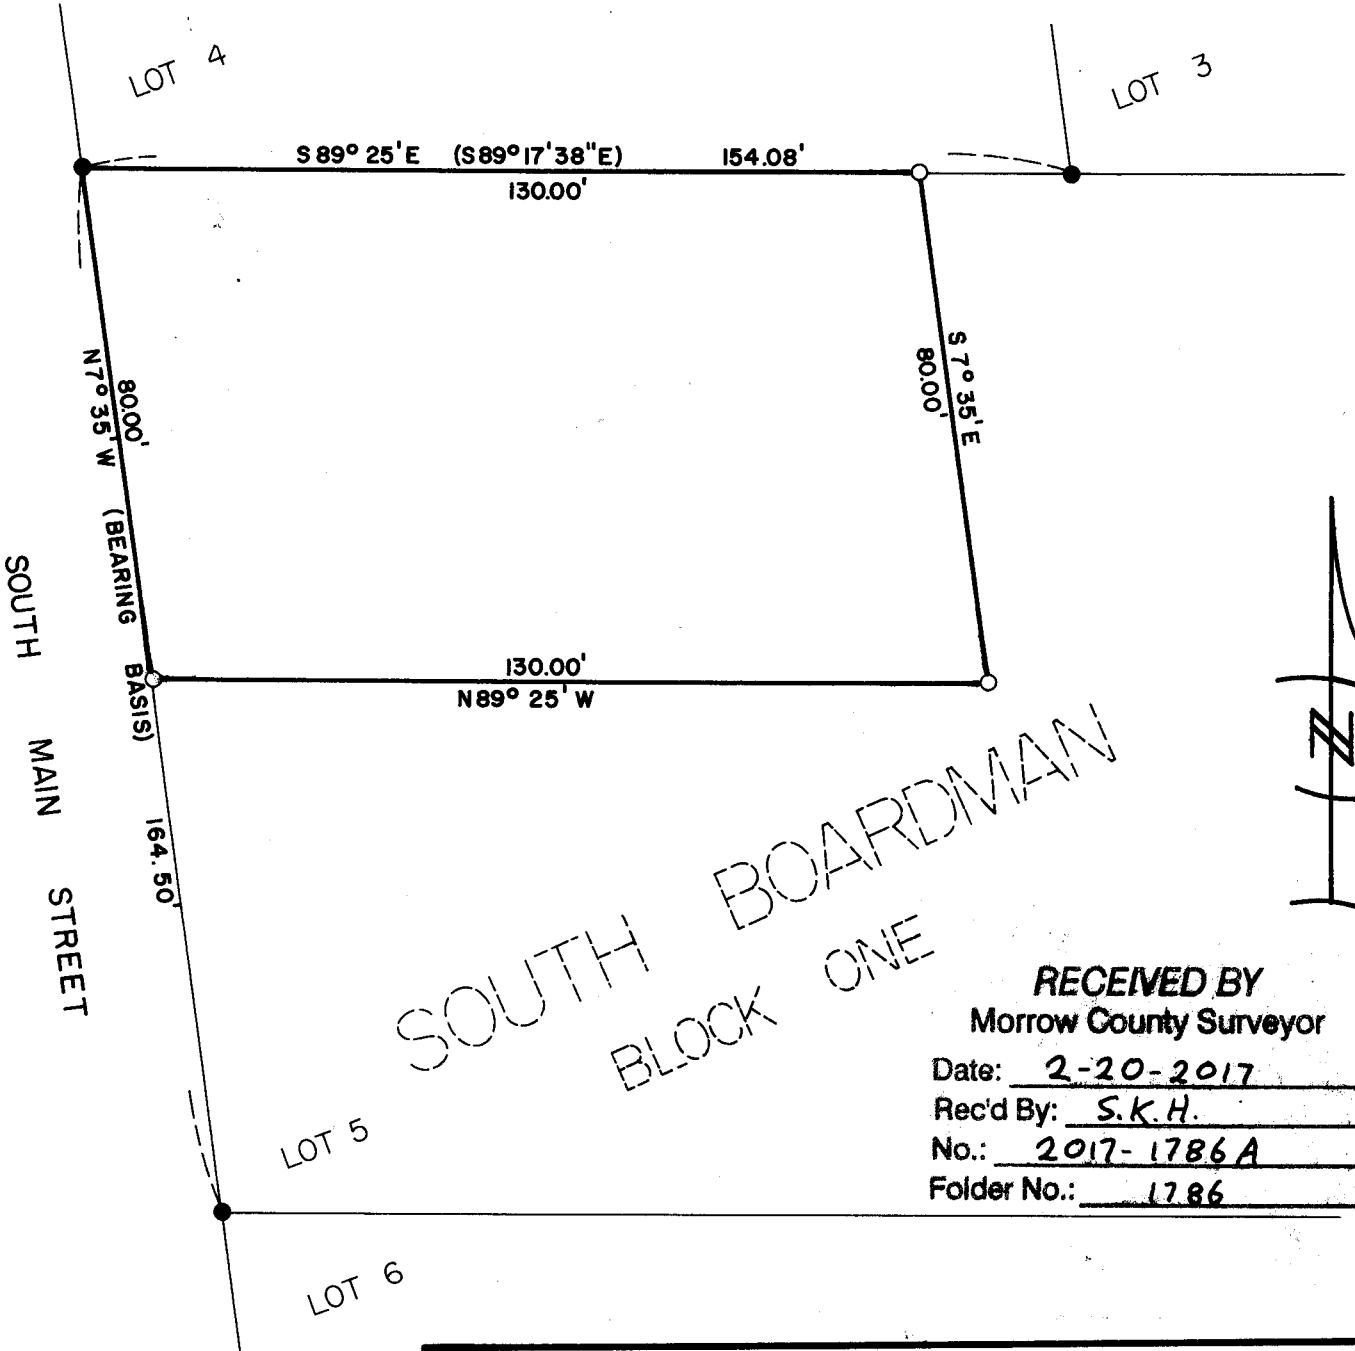 LOT 4
LOT 3
S 89° 25' E (S89°17'38"E) 154.08'
130.00'
80.00'
N7° 35' W (BEARING BASIS)
S 7° 35' E
80.00'
130.00'
N89° 25' W
164.50'
SOUTH MAIN STREET
N
SOUTH BOARDMAN
BLOCK ONE
RECEIVED BY
Morrow County Surveyor
Date: 2-20-2017
Rec'd By: S.K.H.
No.: 2017-1786A
Folder No.: 1786
LOT 5
LOT 6